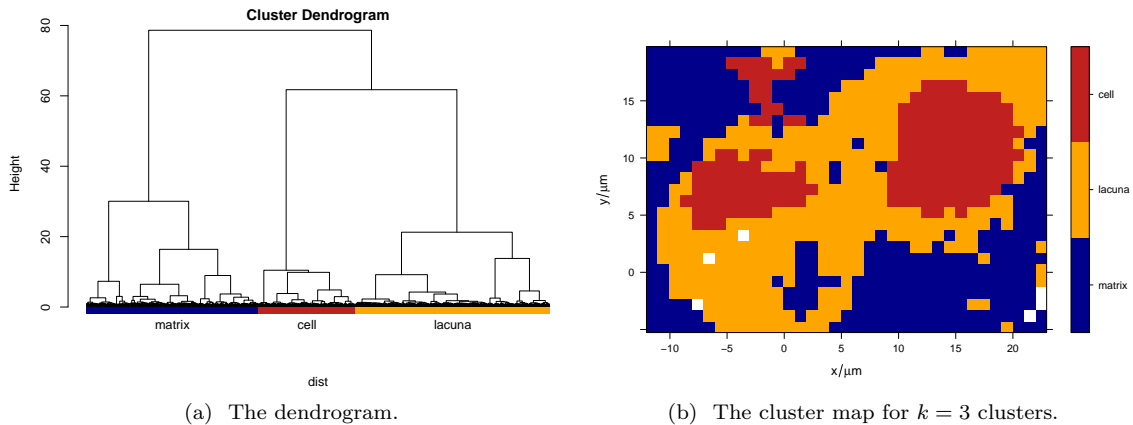 Cluster Dendrogram
80
60
40
20
0
Height
matrix cell lacuna
dist
(a) The dendrogram.
15
10
5
0
y/µm
−10 −5 0 5 10 15 20
x/µm
cell
lacuna
matrix
(b) The cluster map for k = 3 clusters.